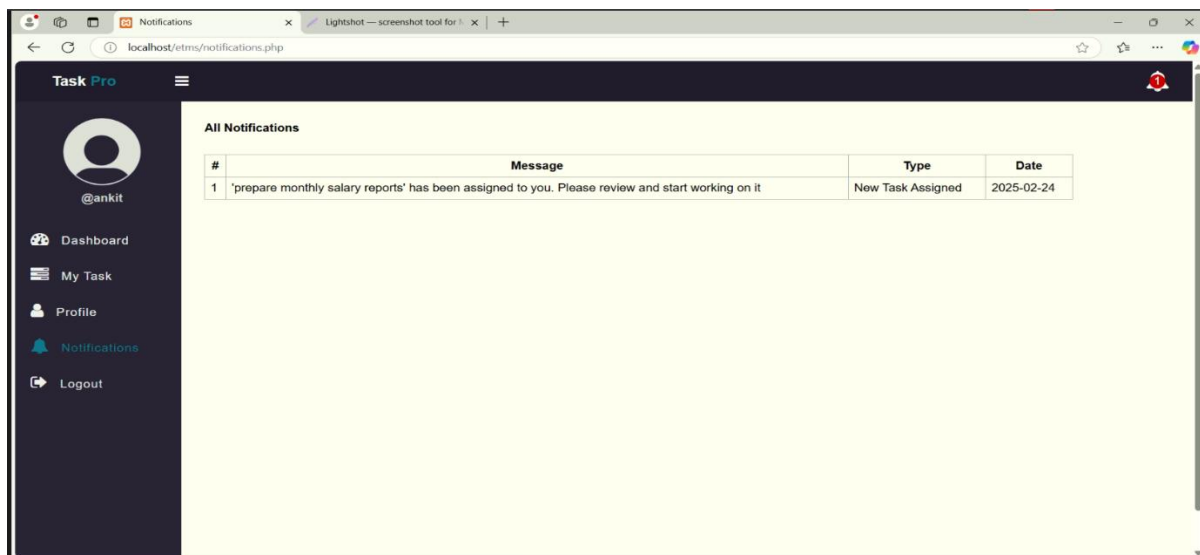 Notifications
Lightshot — screenshot tool for
localhost/etms/notifications.php
Task Pro
1
@ankit
Dashboard
My Task
Profile
Notifications
Logout
All Notifications
# Message Type Date
1 'prepare monthly salary reports' has been assigned to you. Please review and start working on it New Task Assigned 2025-02-24